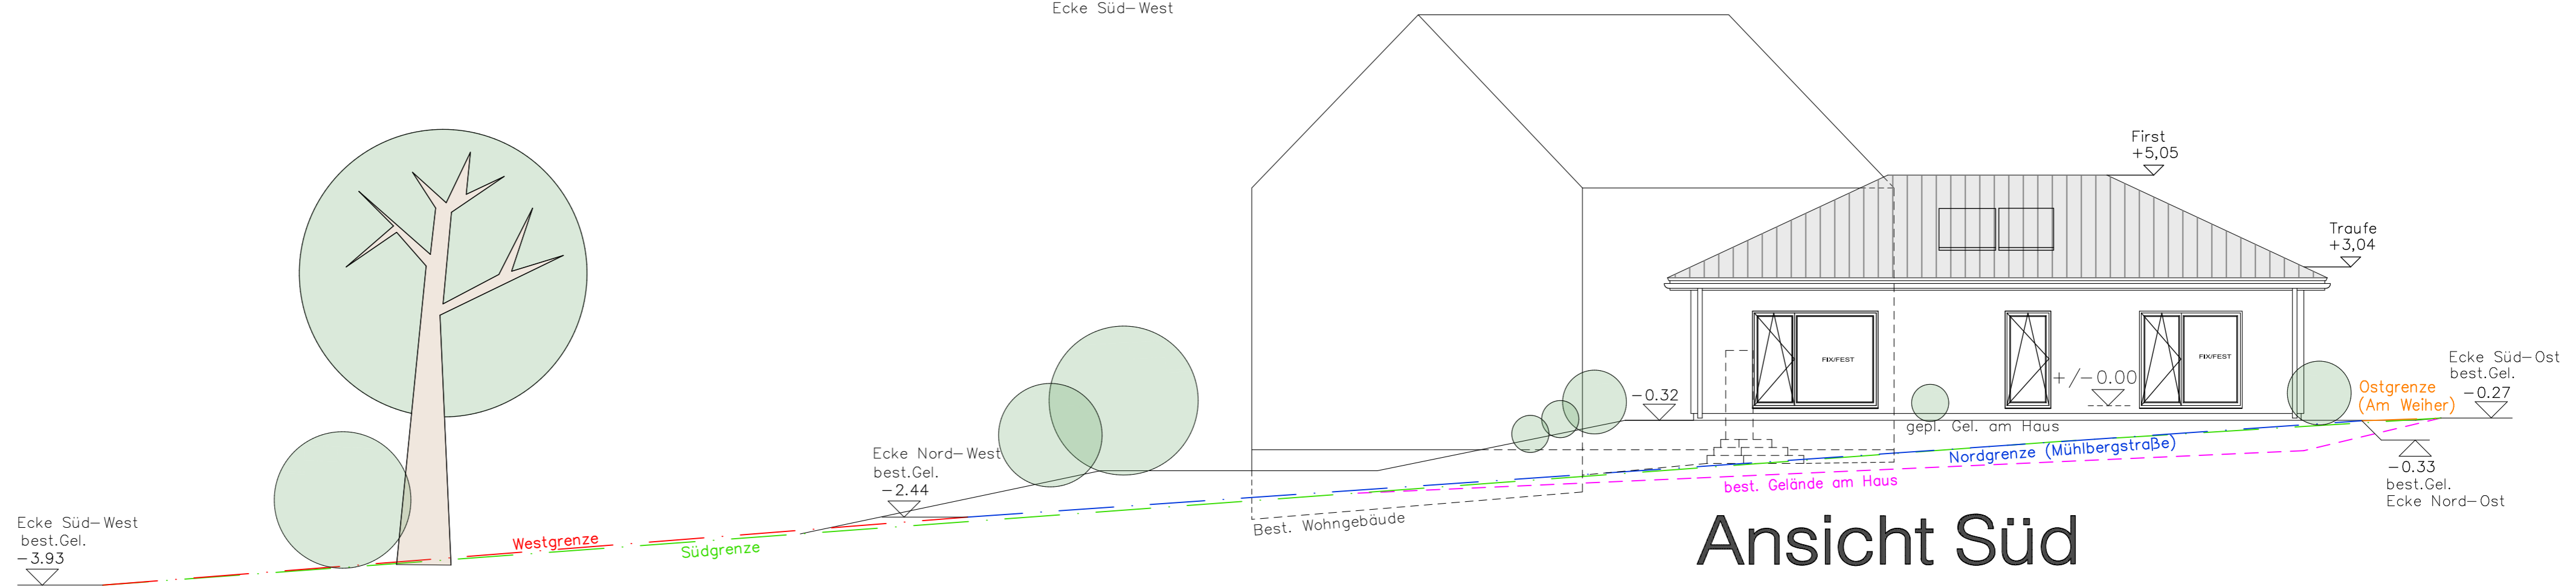 Ecke Süd-West
First
+5,05
Traufe
+3,04
FIX/FEST
FIX/FEST
+/-0.00
-0.32
gepl. Gel. am Haus
Ecke Süd-Ost
best.Gel.
-0.27
Ostgrenze
(Am Weiher)
Nordgrenze (Mühlbergstraße)
best. Gelände am Haus
-0.33
best.Gel.
Ecke Nord-Ost
Ecke Nord-West
best.Gel.
-2.44
Best. Wohngebäude
Westgrenze
Südgrenze
Ecke Süd-West
best.Gel.
-3.93
Ansicht Süd